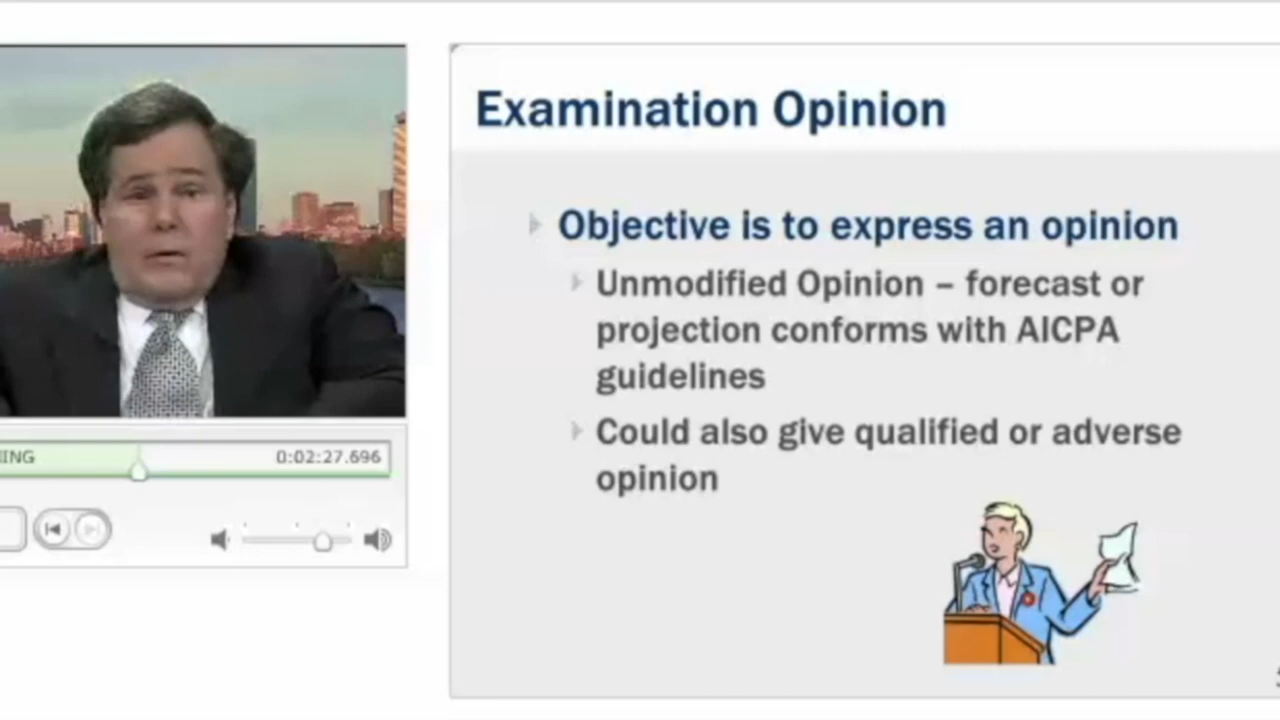 Examination Opinion
Objective is to express an opinion
Unmodified Opinion – forecast or
projection conforms with AICPA
guidelines
Could also give qualified or adverse
opinion
ING
0:02:27.696